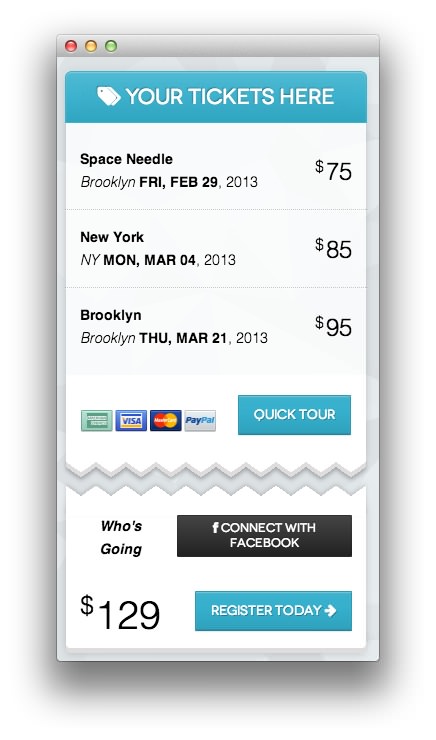 YOUR TICKETS HERE
Space Needle
Brooklyn FRI, FEB 29, 2013
$75
New York
NY MON, MAR 04, 2013
$85
Brooklyn
Brooklyn THU, MAR 21, 2013
$95
VISA MasterCard PayPal
QUICK TOUR
Who's
Going
f CONNECT WITH
FACEBOOK
$129
REGISTER TODAY